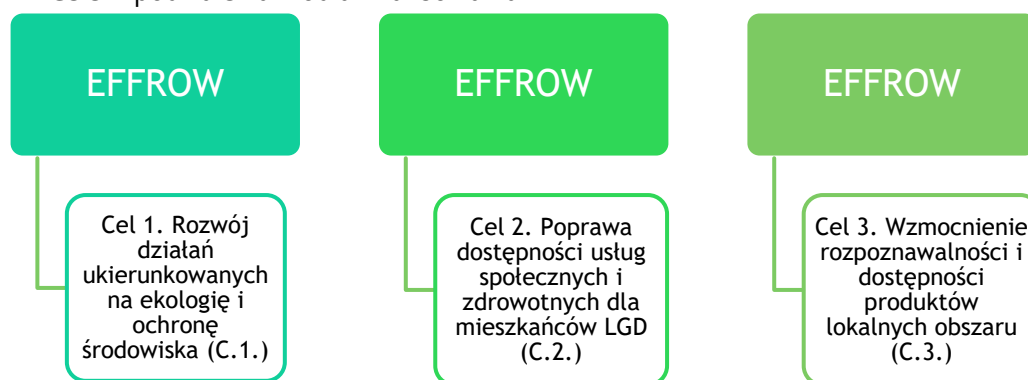 EFFROW
EFFROW
EFFROW
Cel 1. Rozwój
działań
ukierunkowanych
na ekologię i
ochronę
środowiska (C.1.)
Cel 2. Poprawa
dostępności usług
społecznych i
zdrowotnych dla
mieszkańców LGD
(C.2.)
Cel 3. Wzmocnienie
rozpoznawalności i
dostępności
produktów
lokalnych obszaru
(C.3.)